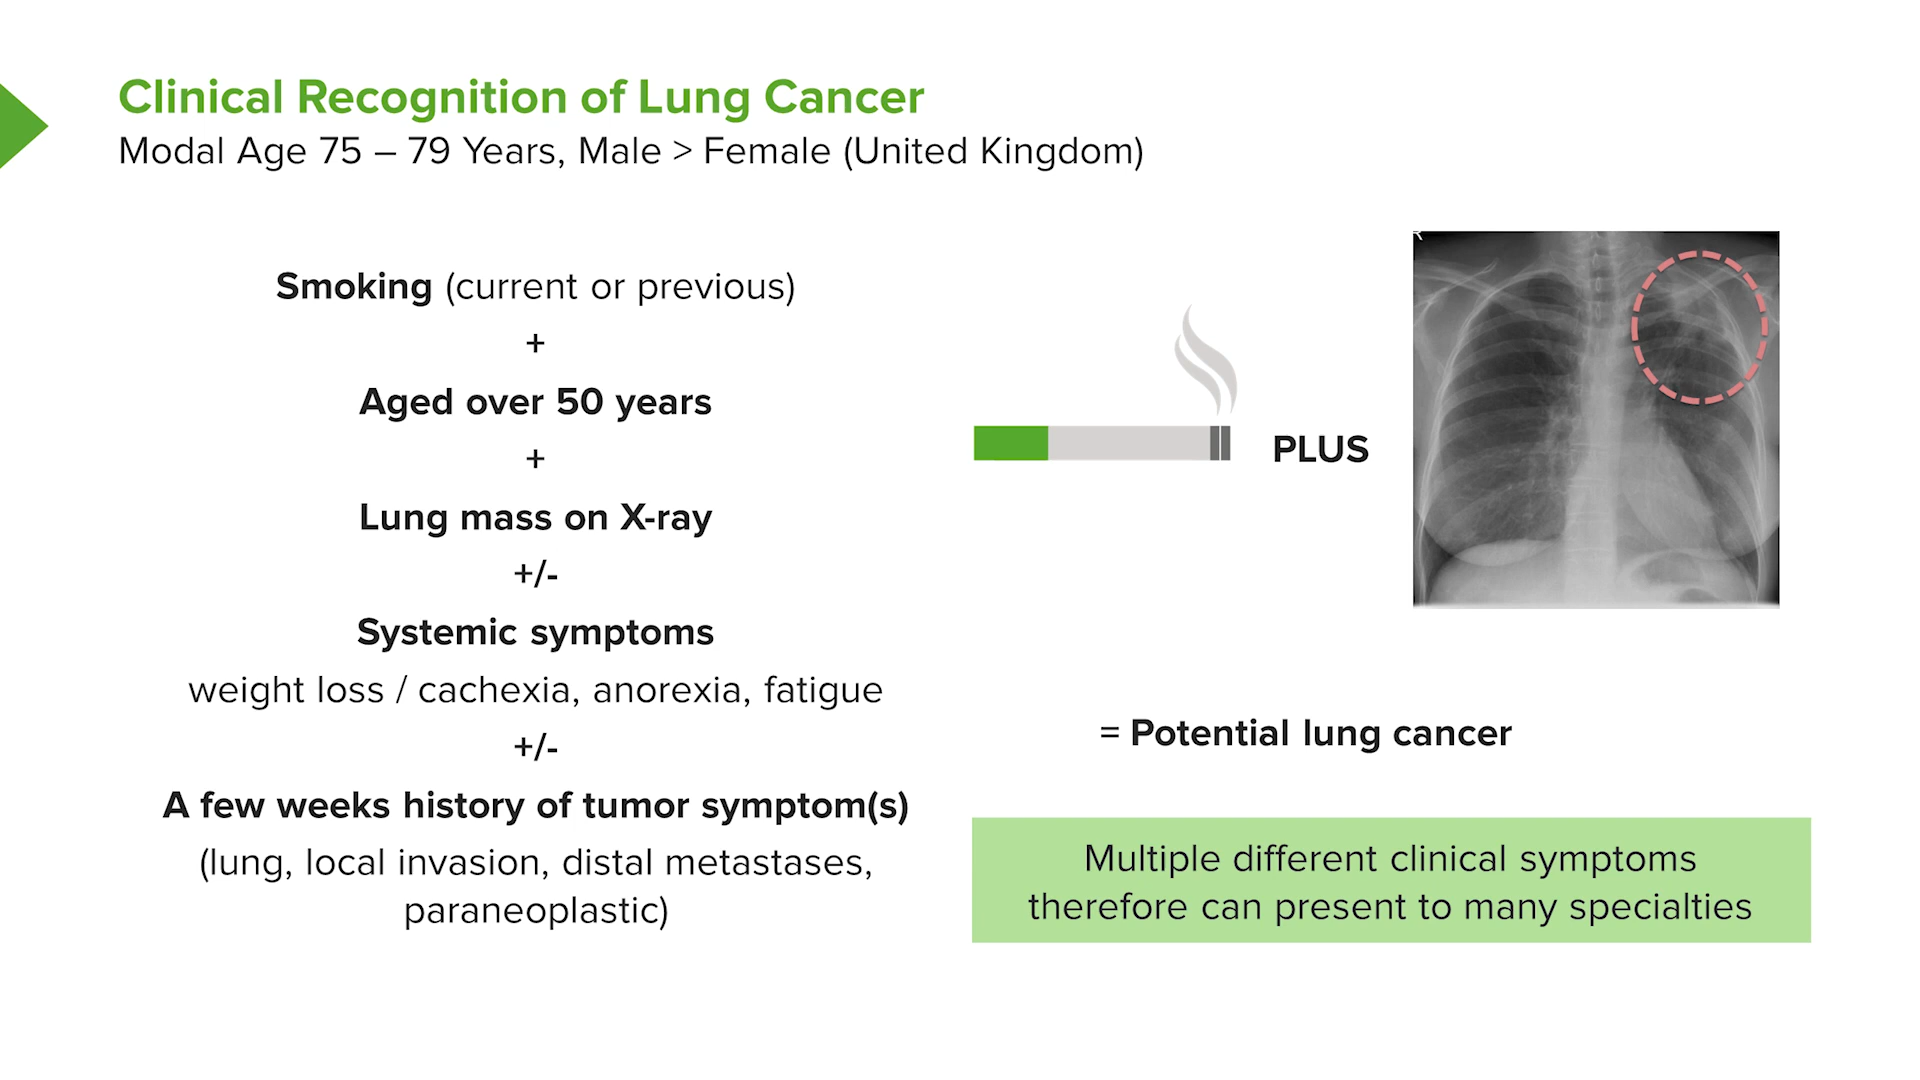 Clinical Recognition of Lung Cancer
Modal Age 75 – 79 Years, Male > Female (United Kingdom)
Smoking (current or previous)
+
Aged over 50 years
+
Lung mass on X-ray
+/-
Systemic symptoms
weight loss / cachexia, anorexia, fatigue
+/-
A few weeks history of tumor symptom(s)
(lung, local invasion, distal metastases,
paraneoplastic)
PLUS
R
= Potential lung cancer
Multiple different clinical symptoms
therefore can present to many specialties